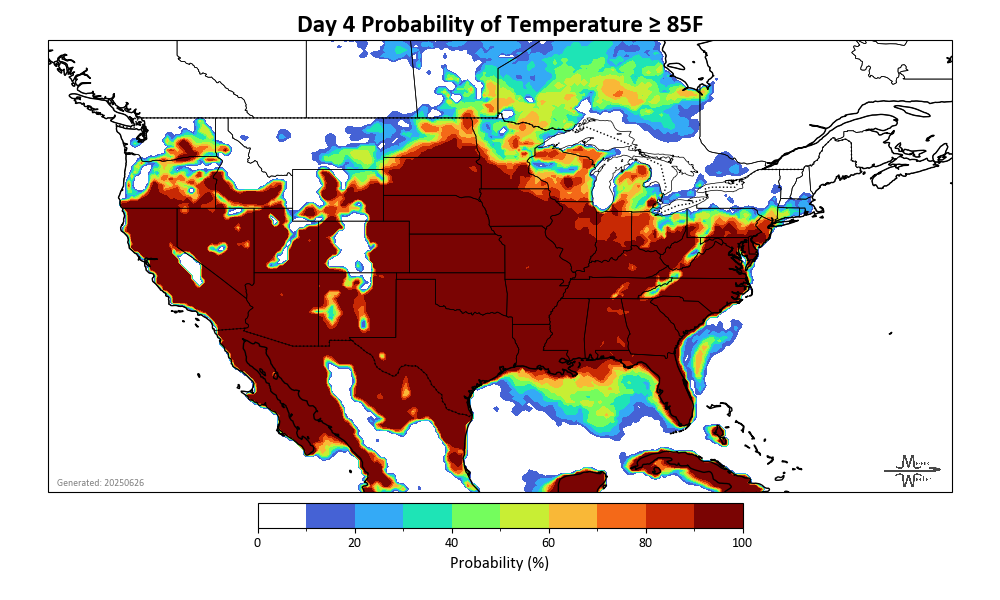 Day 4 Probability of Temperature ≥ 85F
Generated: 20250626
0 20 40 60 80 100
Probability (%)